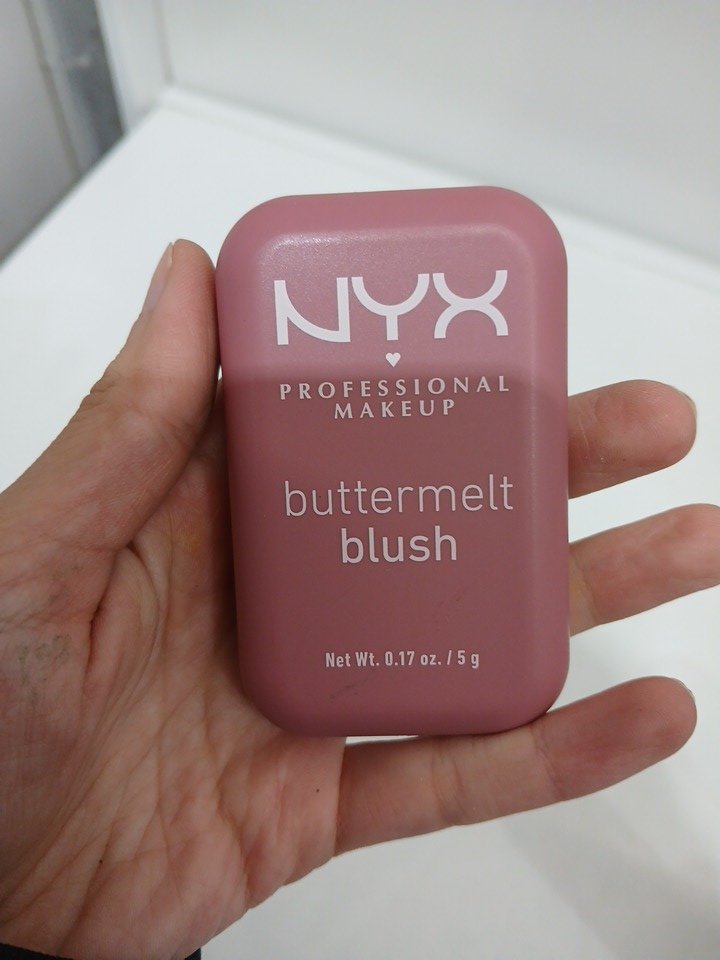 NYX
PROFESSIONAL
MAKEUP
buttermelt
blush
Net Wt. 0.17 oz. / 5 g